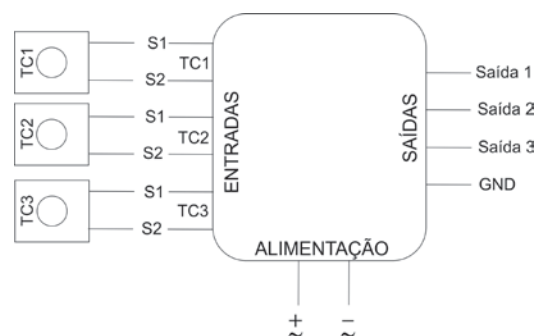 TC1
S1
TC1
S2
TC2
S1
TC2
S2
TC3
S1
TC3
S2
ENTRADAS
SAÍDAS
Saída 1
Saída 2
Saída 3
GND
ALIMENTAÇÃO
+ −
~ ~